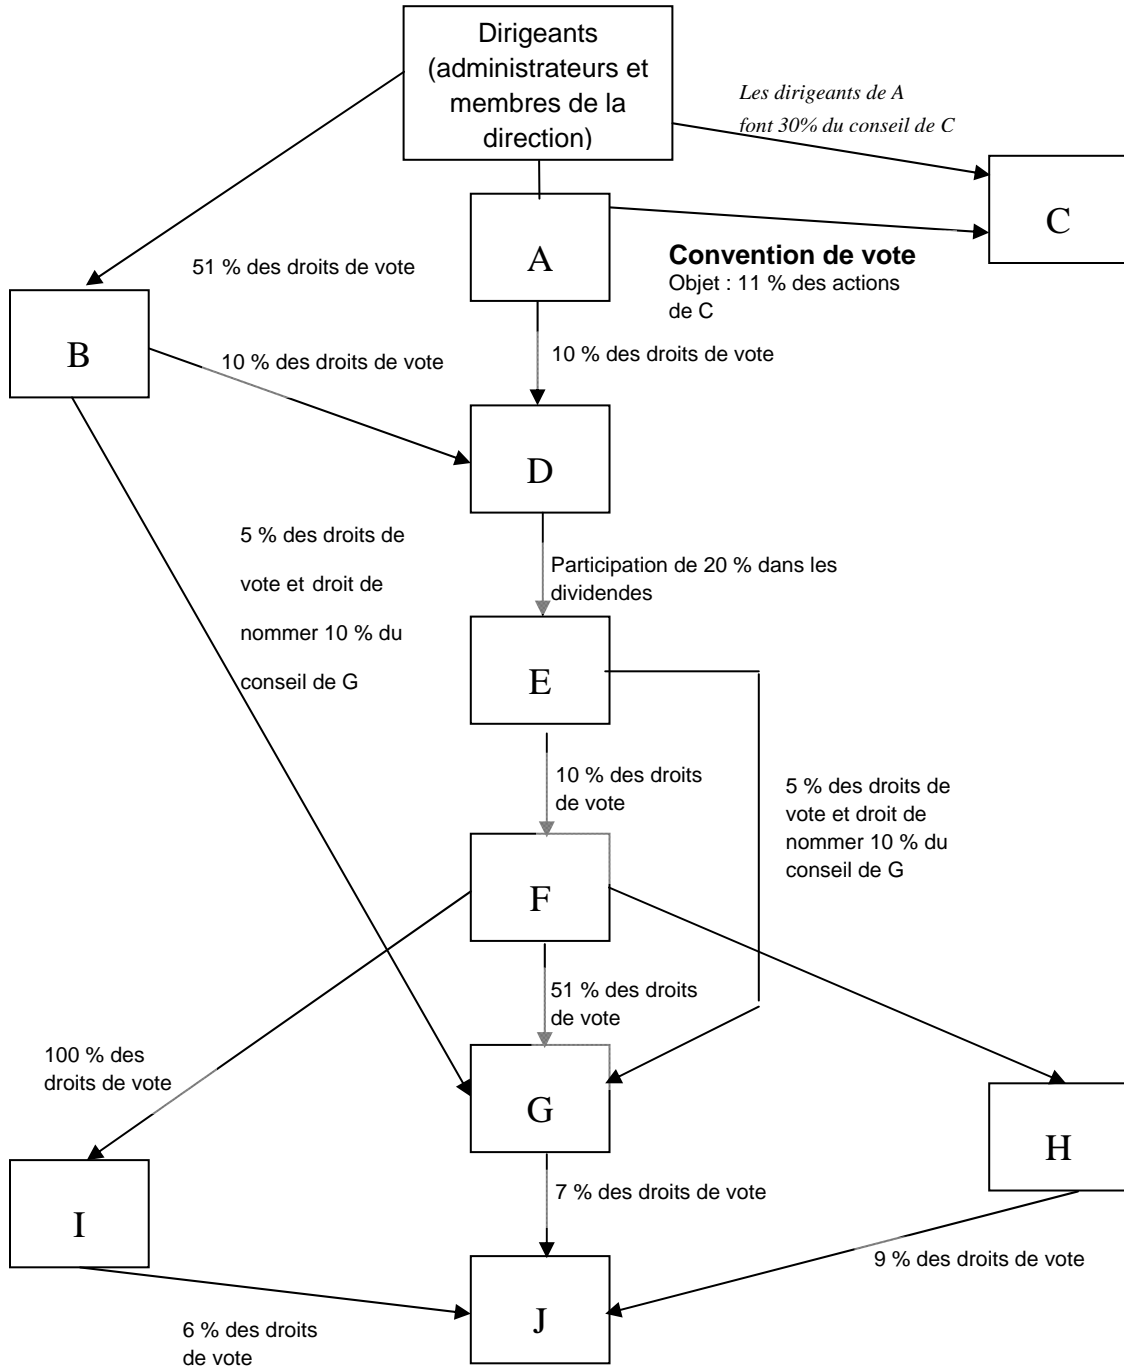 Dirigeants
(administrateurs et
membres de la
direction)
Les dirigeants de A
font 30% du conseil de C
C
A
Convention de vote
Objet : 11 % des actions
de C
51 % des droits de vote
B
10 % des droits de vote
10 % des droits de vote
D
5 % des droits de
vote et droit de
nommer 10 % du
conseil de G
Participation de 20 % dans les
dividendes
E
10 % des droits
de vote
5 % des droits de
vote et droit de
nommer 10 % du
conseil de G
F
51 % des droits
de vote
100 % des
droits de vote
G
H
I
7 % des droits de vote
9 % des droits de vote
J
6 % des droits
de vote